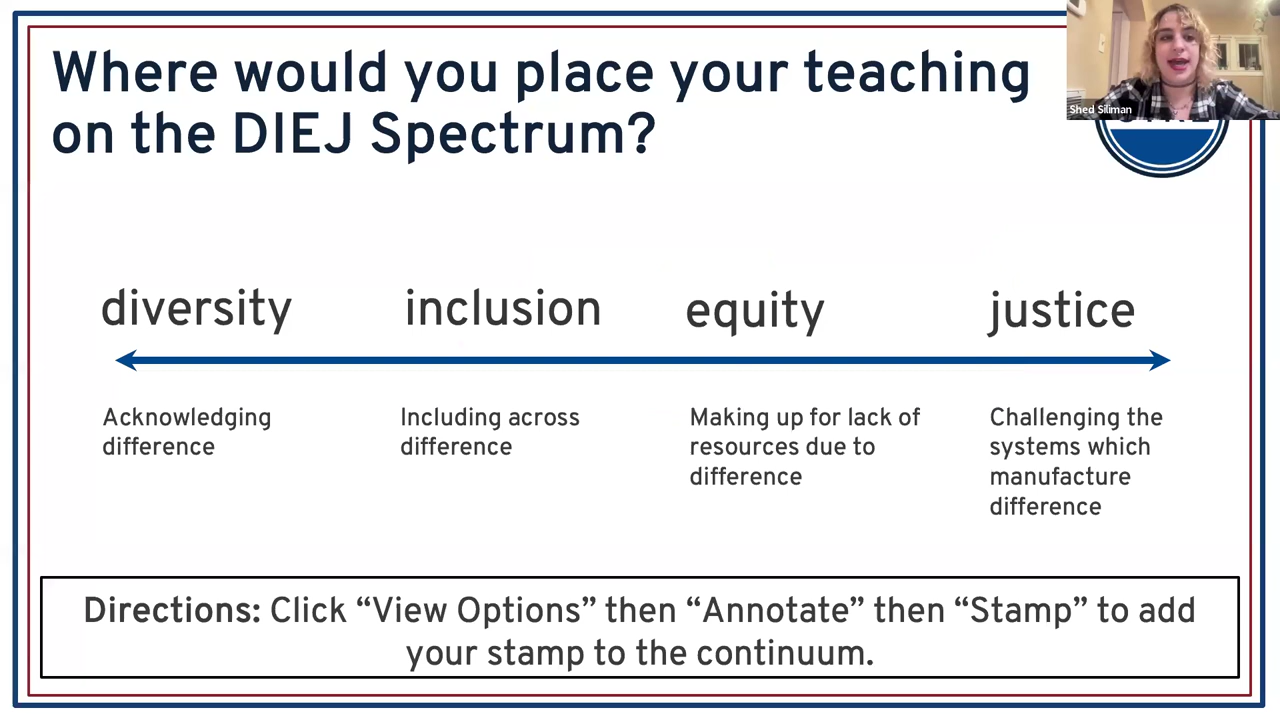 Where would you place your teaching
on the DIEJ Spectrum?
Shed Siliman
diversity
inclusion
equity
justice
Acknowledging
difference
Including across
difference
Making up for lack of
resources due to
difference
Challenging the
systems which
manufacture
difference
Directions: Click “View Options” then “Annotate” then “Stamp” to add
your stamp to the continuum.